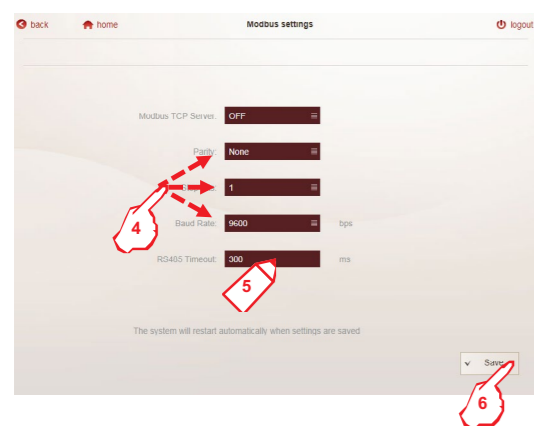 back home Modbus settings logout
Modbus TCP Server: OFF
Parity: None
1
4 Baud Rate: 9600 bps
RS485 Timeout: 300 ms
5
The system will restart automatically when settings are saved
Save
6